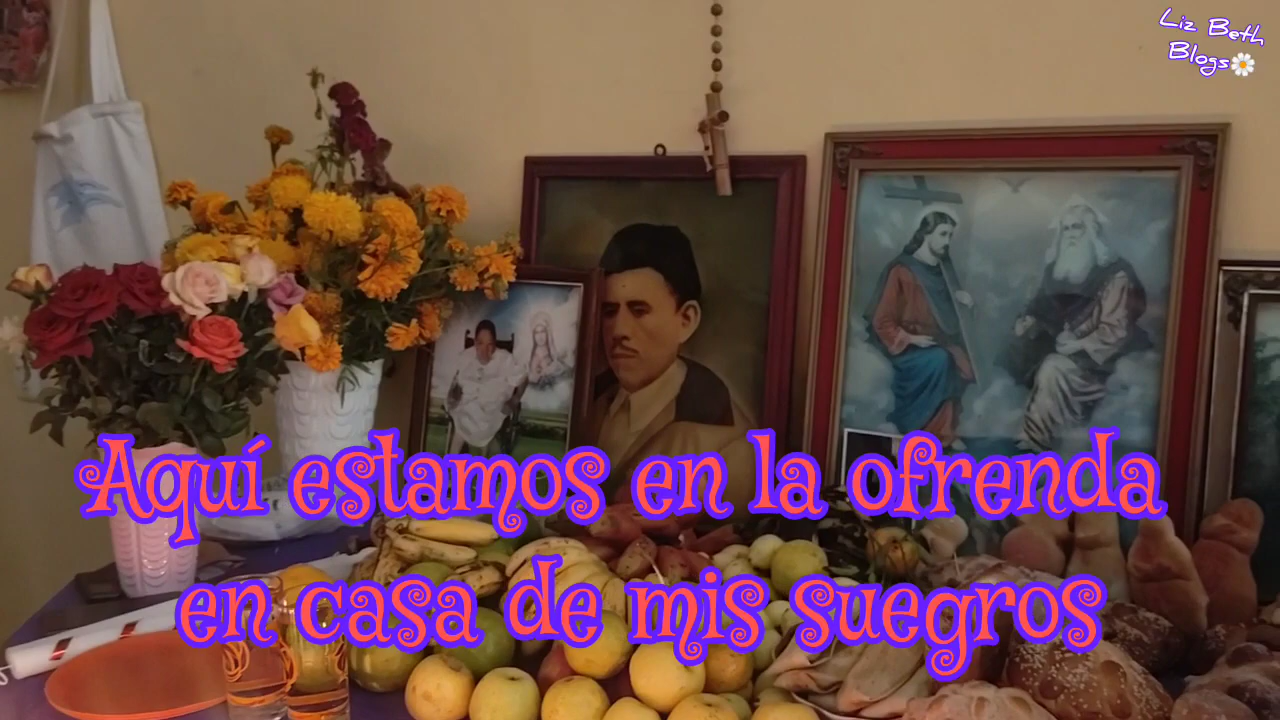 Liz Beth
Blogs
Aquí estamos en la ofrenda
en casa de mis suegros